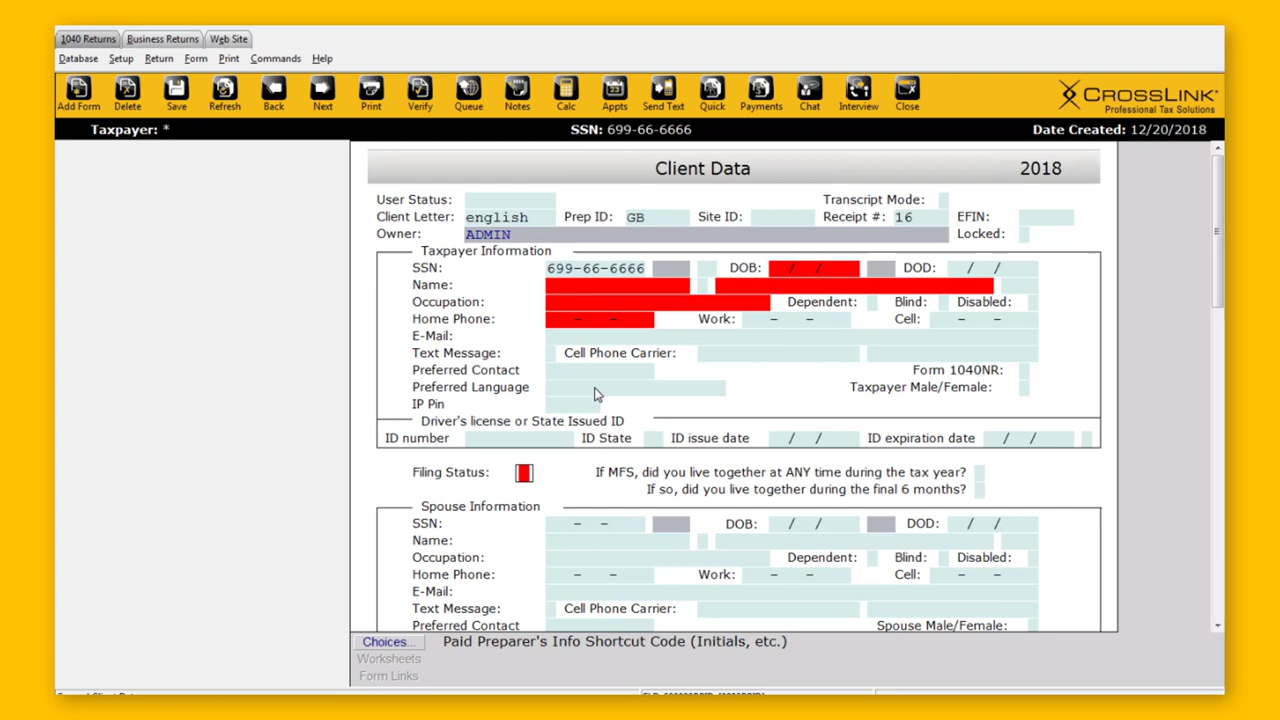 1040 Returns Business Returns Web Site
Database Setup Return Form Print Commands Help
Add Form Delete Save Refresh Back Next Print Verify Queue Notes Calc Appts Send Text Quick Payments Chat Interview Close
CROSSLINK
Professional Tax Solutions
Taxpayer: * SSN: 699-66-6666 Date Created: 12/20/2018
Client Data 2018
User Status: Transcript Mode:
Client Letter: english Prep ID: GB Site ID: Receipt #: 16 EFIN:
Owner: ADMIN Locked:
Taxpayer Information
SSN: 699-66-6666 DOB: / / DOD: / /
Name:
Occupation: Dependent: Blind: Disabled:
Home Phone: - - Work: - - Cell: - -
E-Mail:
Text Message: Cell Phone Carrier:
Preferred Contact Form 1040NR:
Preferred Language Taxpayer Male/Female:
IP Pin
Driver's license or State Issued ID
ID number ID State ID issue date / / ID expiration date / /
Filing Status: If MFS, did you live together at ANY time during the tax year?
If so, did you live together during the final 6 months?
Spouse Information
SSN: - - DOB: / / DOD: / /
Name:
Occupation: Dependent: Blind: Disabled:
Home Phone: - - Work: - - Cell: - -
E-Mail:
Text Message: Cell Phone Carrier:
Preferred Contact Spouse Male/Female:
Choices... Paid Preparer's Info Shortcut Code (Initials, etc.)
Worksheets
Form Links